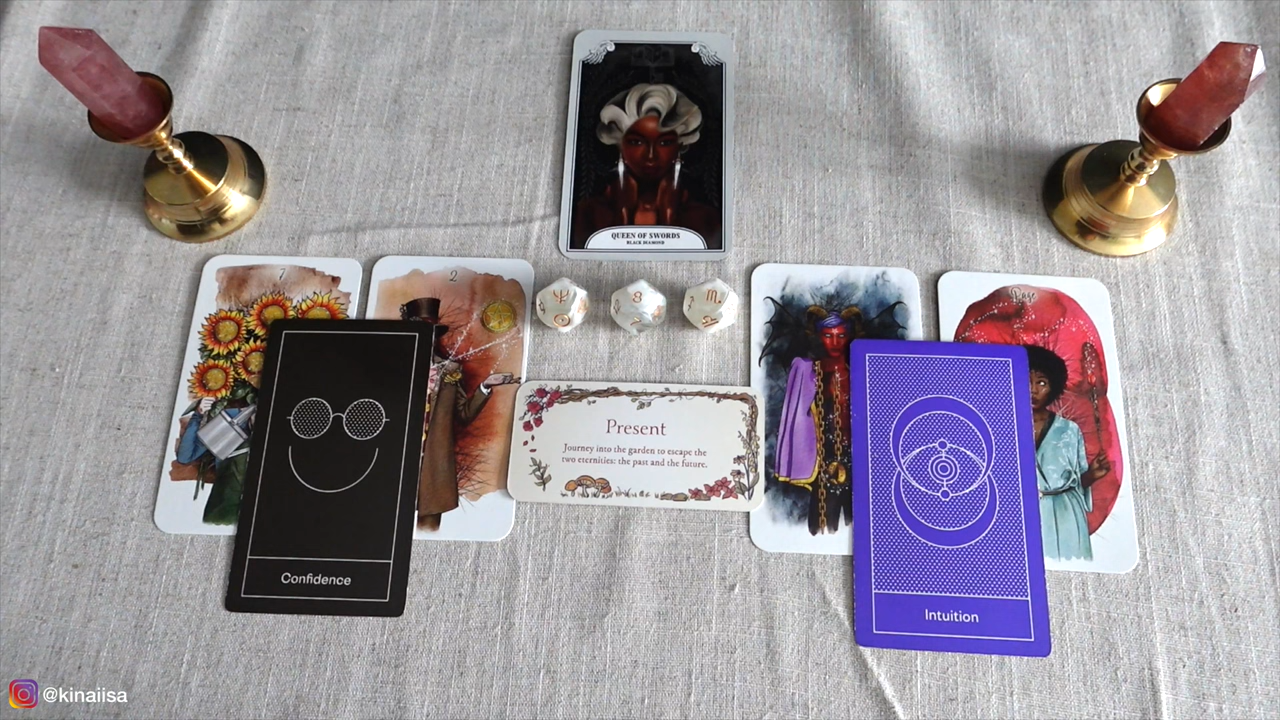 QUEEN OF SWORDS
BLACK DIAMOND
7
2
8
Present
Journey into the garden to escape the
two eternities: the past and the future.
Confidence
Intuition
@kinaiisa